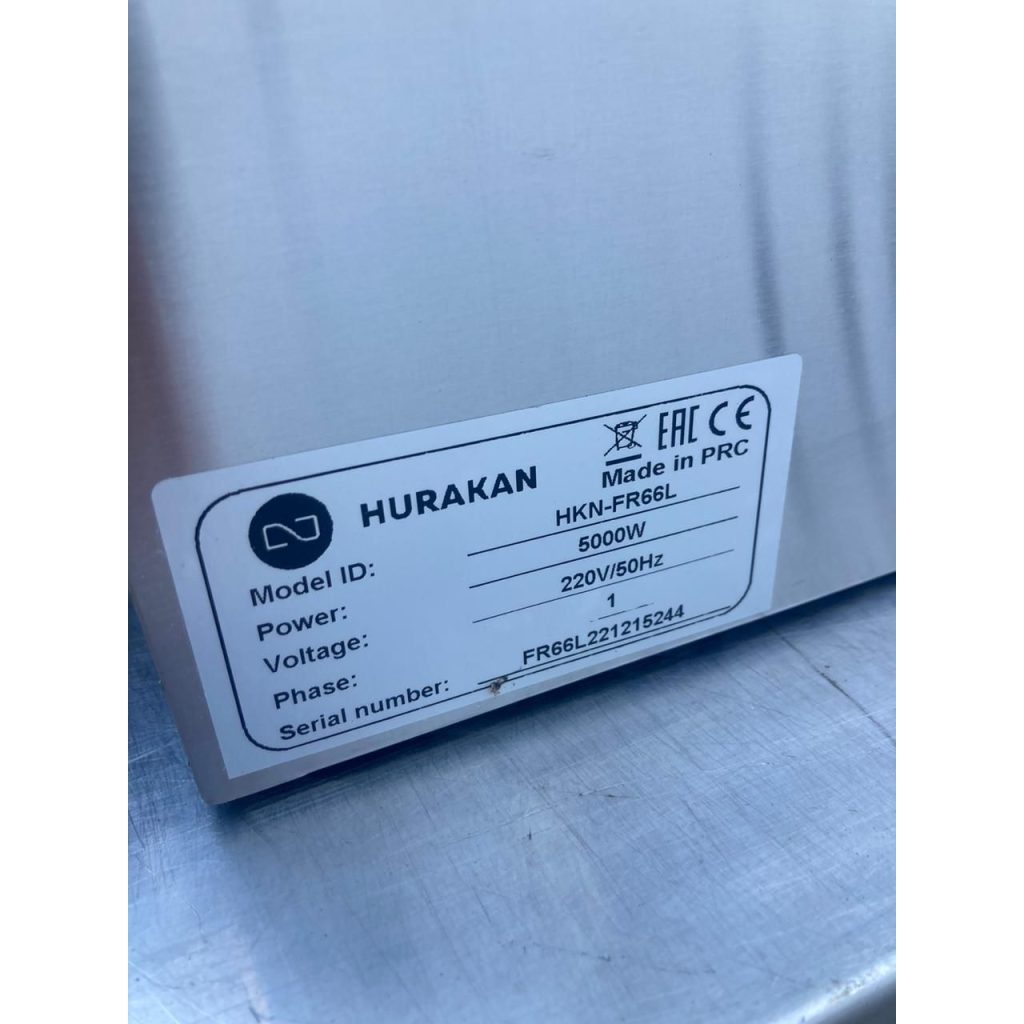 HURAKAN
EAC CE
Made in PRC
Model ID: HKN-FR66L
Power: 5000W
Voltage: 220V/50Hz
Phase: 1
Serial number: FR66L221215244